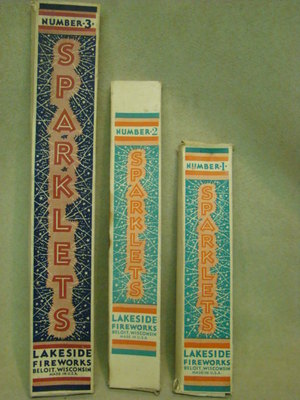 NUMBER-3-
SPARKLETS
LAKESIDE
FIREWORKS
BELOIT, WISCONSIN
MADE IN U.S.A.
NUMBER-2
SPARKLETS
LAKESIDE
FIREWORKS
BELOIT, WISCONSIN
MADE IN U.S.A.
NUMBER-1-
SPARKLETS
LAKESIDE
FIREWORKS
BELOIT, WISCONSIN
MADE IN U.S.A.